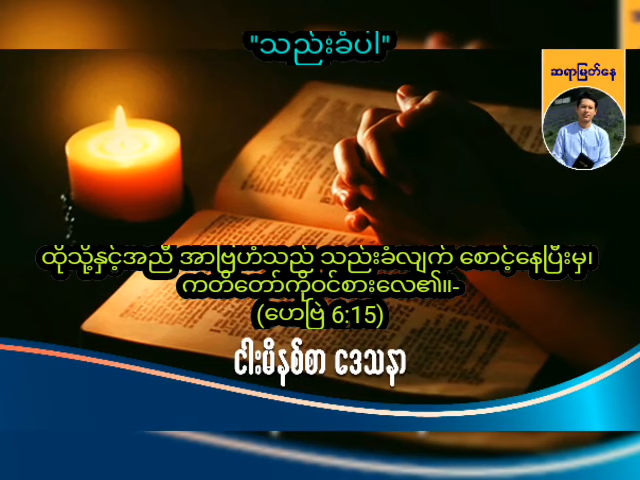 "သည်းခံပါ"
ဆရာမြတ်နေ
ထိုသို့နှင့်အညီ အာဗြဟံသည် သည်းခံလျက် စောင့်နေပြီးမှ၊
ကတိတော်ကိုဝင်စားလေ၏။-
(ဟေဗြဲ 6:15)
ငါးမိနစ်စာ ဒေသနာ